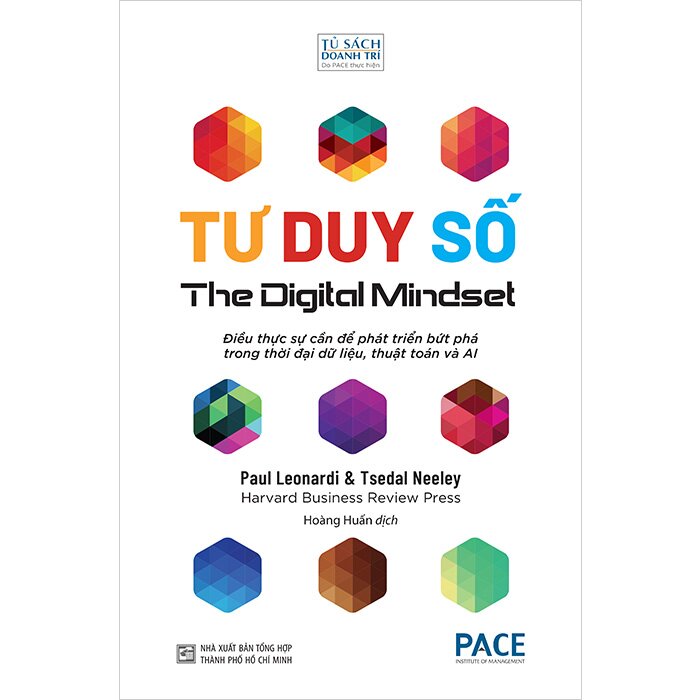 TỦ SÁCH
DOANH TRÍ
Do PACE thực hiện
TƯ DUY SỐ
The Digital Mindset
Điều thực sự cần để phát triển bứt phá
trong thời đại dữ liệu, thuật toán và AI
Paul Leonardi & Tsedal Neeley
Harvard Business Review Press
Hoàng Huấn dịch
NHÀ XUẤT BẢN TỔNG HỢP
THÀNH PHỐ HỒ CHÍ MINH
PACE
INSTITUTE OF MANAGEMENT